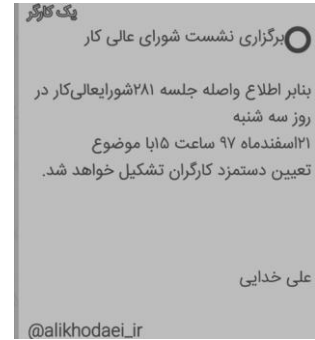 یک کارگر
برگزاری نشست شورای عالی کار
بنابر اطلاع واصله جلسه ۲۸۱شورایعالی‌کار در
روز سه شنبه
۲۱اسفندماه ۹۷ ساعت ۱۵با موضوع
تعیین دستمزد کارگران تشکیل خواهد شد.
علی خدایی
@alikhodaei_ir